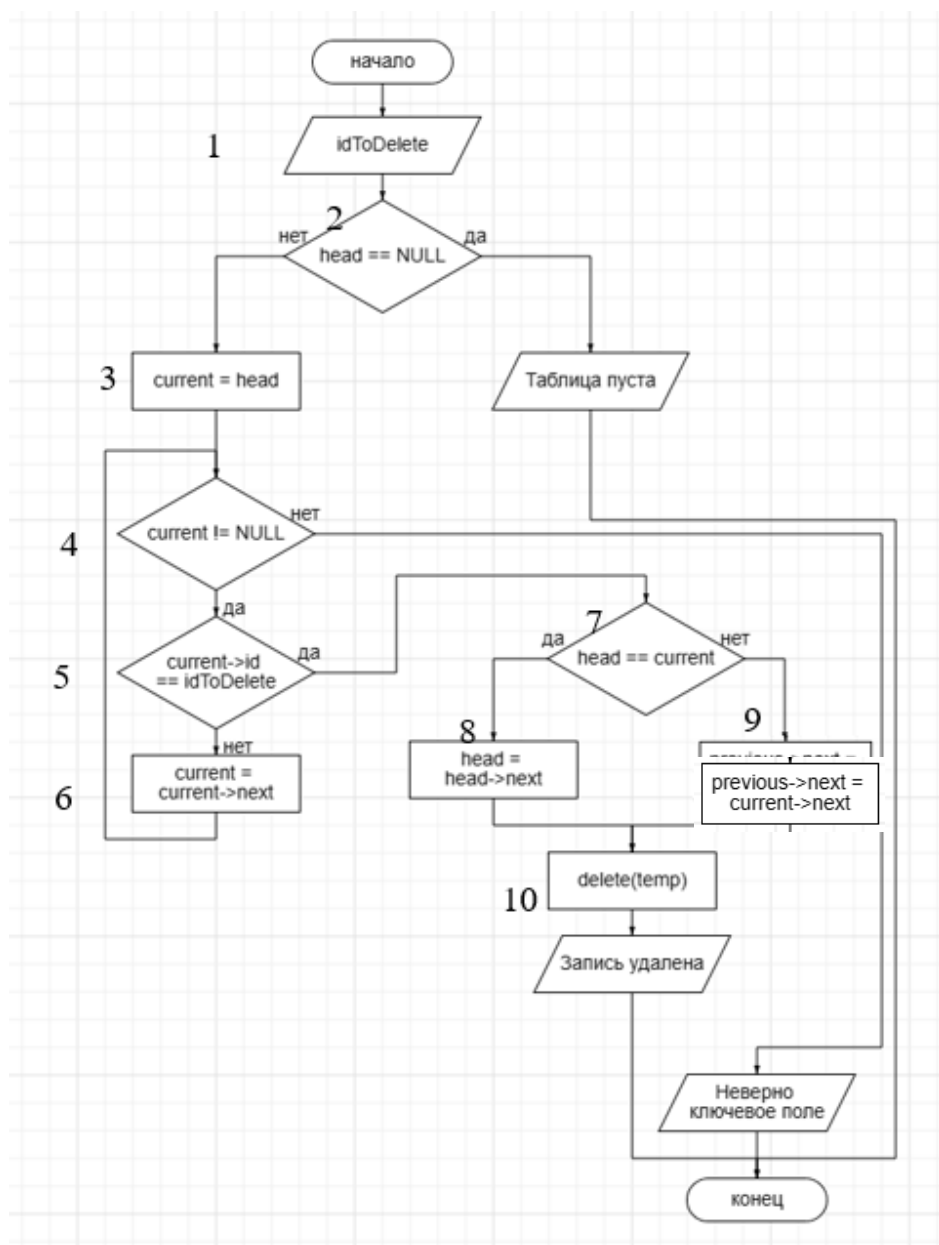 начало
1
idToDelete
2
нет
да
head == NULL
3
current = head
Таблица пуста
нет
4
current != NULL
да
7
да
нет
5
current->id
== idToDelete
да
head == current
нет
8
9
6
current =
current->next
head =
head->next
previous->next =
current->next
10
delete(temp)
Запись удалена
Неверно
ключевое поле
конец